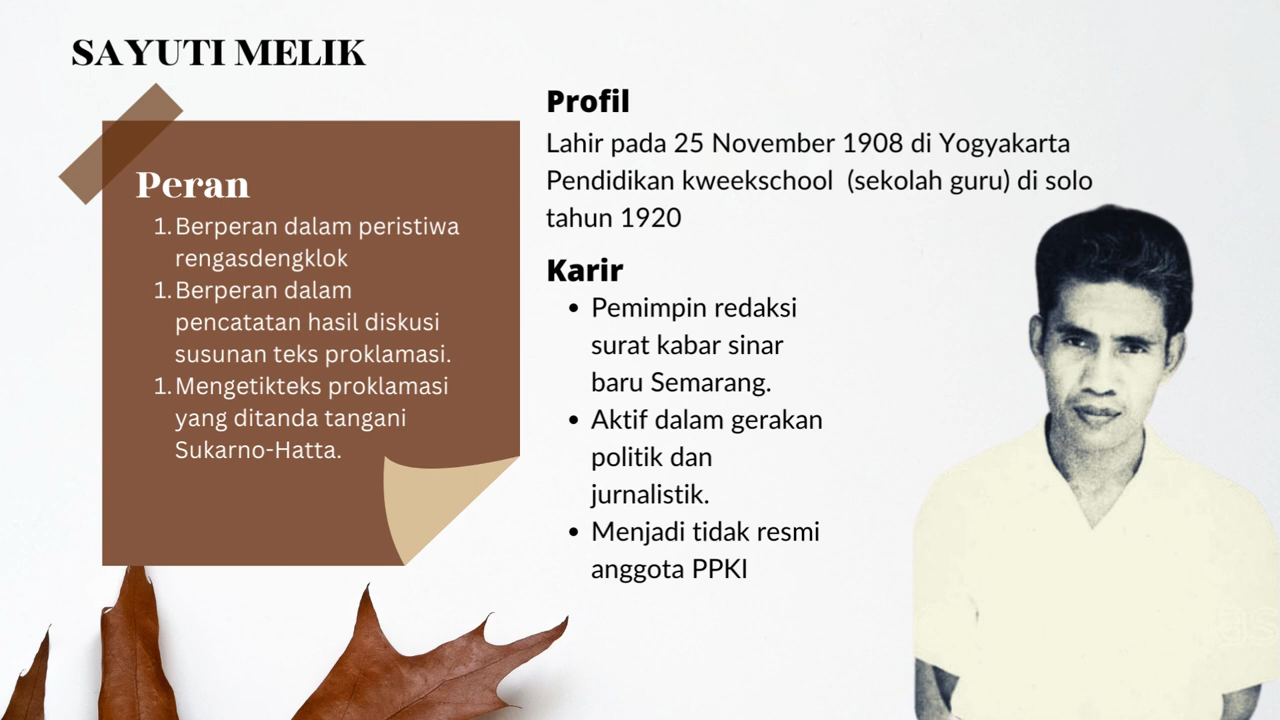 SAYUTI MELIK
Peran
1. Berperan dalam peristiwa
rengasdengklok
1. Berperan dalam
pencatatan hasil diskusi
susunan teks proklamasi.
1. Mengetikteks proklamasi
yang ditanda tangani
Sukarno-Hatta.
Profil
Lahir pada 25 November 1908 di Yogyakarta
Pendidikan kweekschool (sekolah guru) di solo
tahun 1920
Karir
• Pemimpin redaksi
surat kabar sinar
baru Semarang.
• Aktif dalam gerakan
politik dan
jurnalistik.
• Menjadi tidak resmi
anggota PPKI